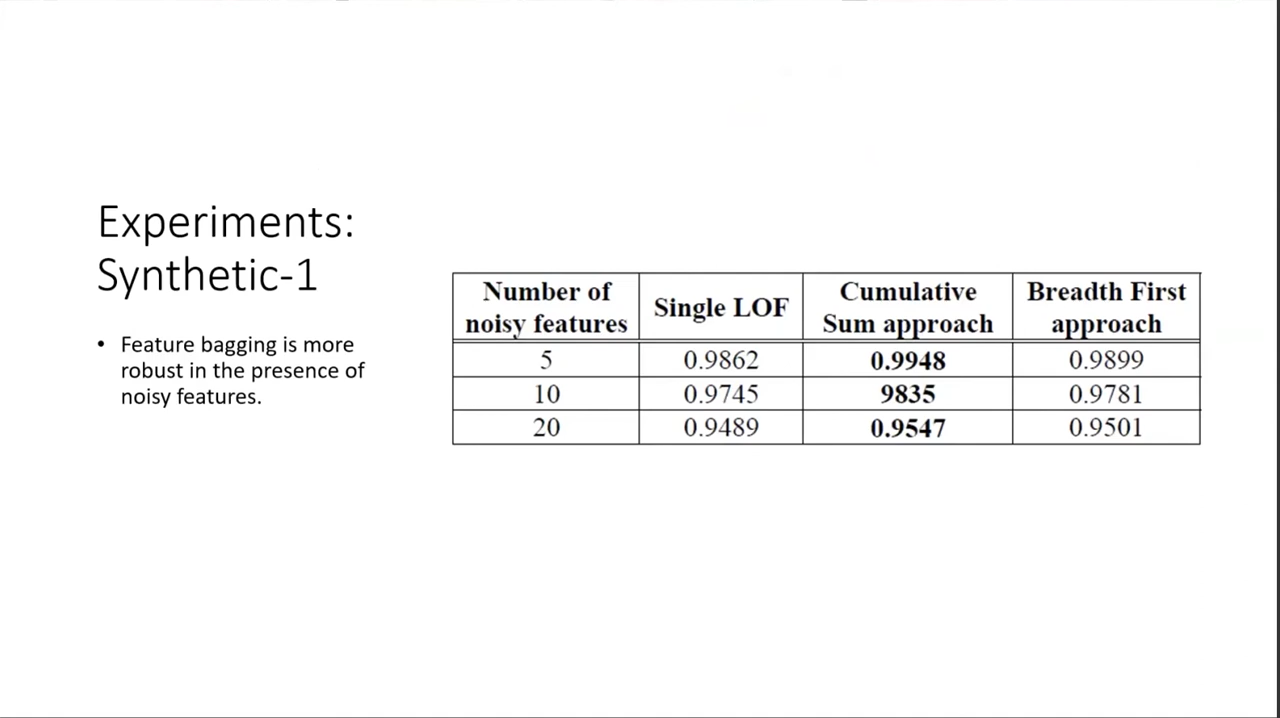 Experiments:
Synthetic-1
• Feature bagging is more
robust in the presence of
noisy features.
Number of noisy features | Single LOF | Cumulative Sum approach | Breadth First approach
5 | 0.9862 | 0.9948 | 0.9899
10 | 0.9745 | 9835 | 0.9781
20 | 0.9489 | 0.9547 | 0.9501